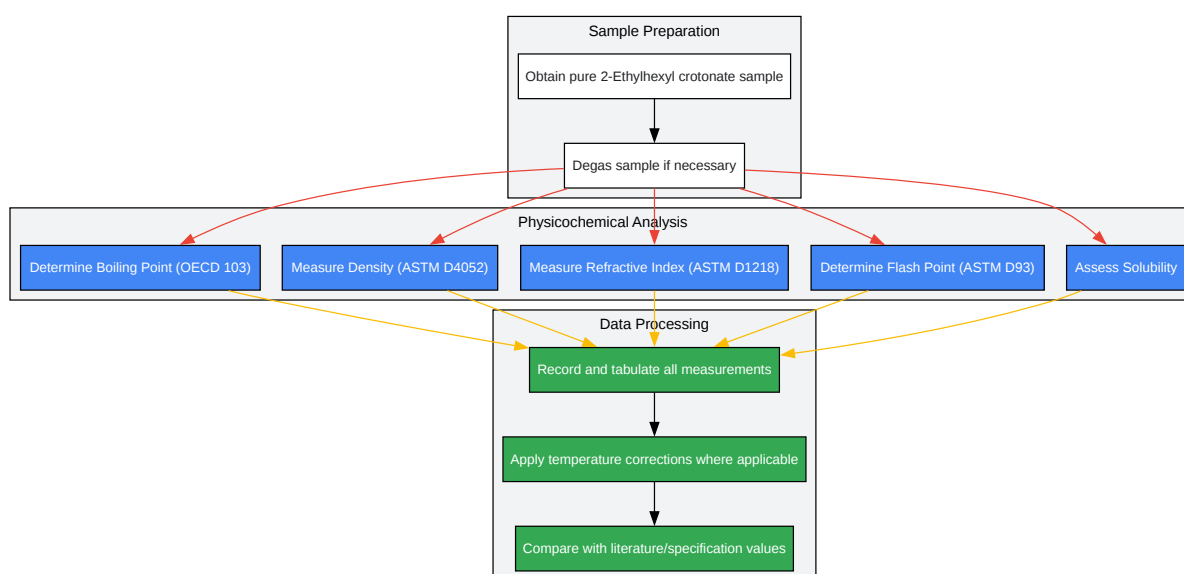 Sample Preparation
Obtain pure 2-Ethylhexyl crotonate sample
Degas sample if necessary
Physicochemical Analysis
Determine Boiling Point (OECD 103)
Measure Density (ASTM D4052)
Measure Refractive Index (ASTM D1218)
Determine Flash Point (ASTM D93)
Assess Solubility
Data Processing
Record and tabulate all measurements
Apply temperature corrections where applicable
Compare with literature/specification values